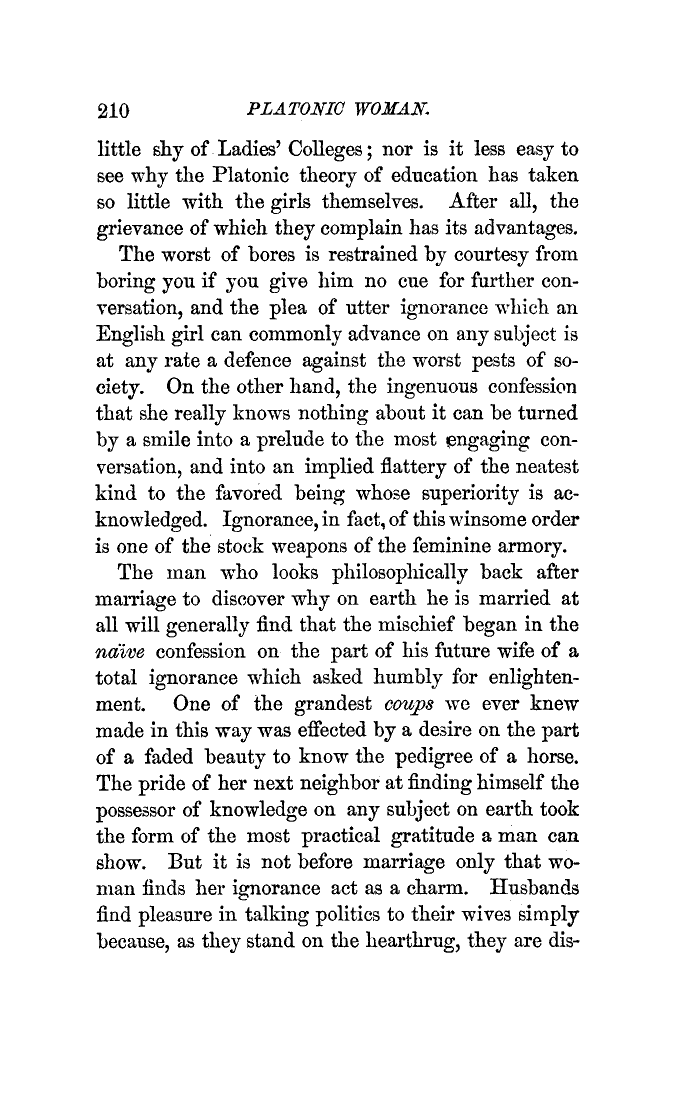 210 PLATONIC WOMAN.
little shy of Ladies' Colleges; nor is it less easy to
see why the Platonic theory of education has taken
so little with the girls themselves. After all, the
grievance of which they complain has its advantages.
The worst of bores is restrained by courtesy from
boring you if you give him no cue for further con-
versation, and the plea of utter ignorance which an
English girl can commonly advance on any subject is
at any rate a defence against the worst pests of so-
ciety. On the other hand, the ingenuous confession
that she really knows nothing about it can be turned
by a smile into a prelude to the most engaging con-
versation, and into an implied flattery of the neatest
kind to the favored being whose superiority is ac-
knowledged. Ignorance, in fact, of this winsome order
is one of the stock weapons of the feminine armory.
The man who looks philosophically back after
marriage to discover why on earth he is married at
all will generally find that the mischief began in the
naïve confession on the part of his future wife of a
total ignorance which asked humbly for enlighten-
ment. One of the grandest coups we ever knew
made in this way was effected by a desire on the part
of a faded beauty to know the pedigree of a horse.
The pride of her next neighbor at finding himself the
possessor of knowledge on any subject on earth took
the form of the most practical gratitude a man can
show. But it is not before marriage only that wo-
man finds her ignorance act as a charm. Husbands
find pleasure in talking politics to their wives simply
because, as they stand on the hearthrug, they are dis-